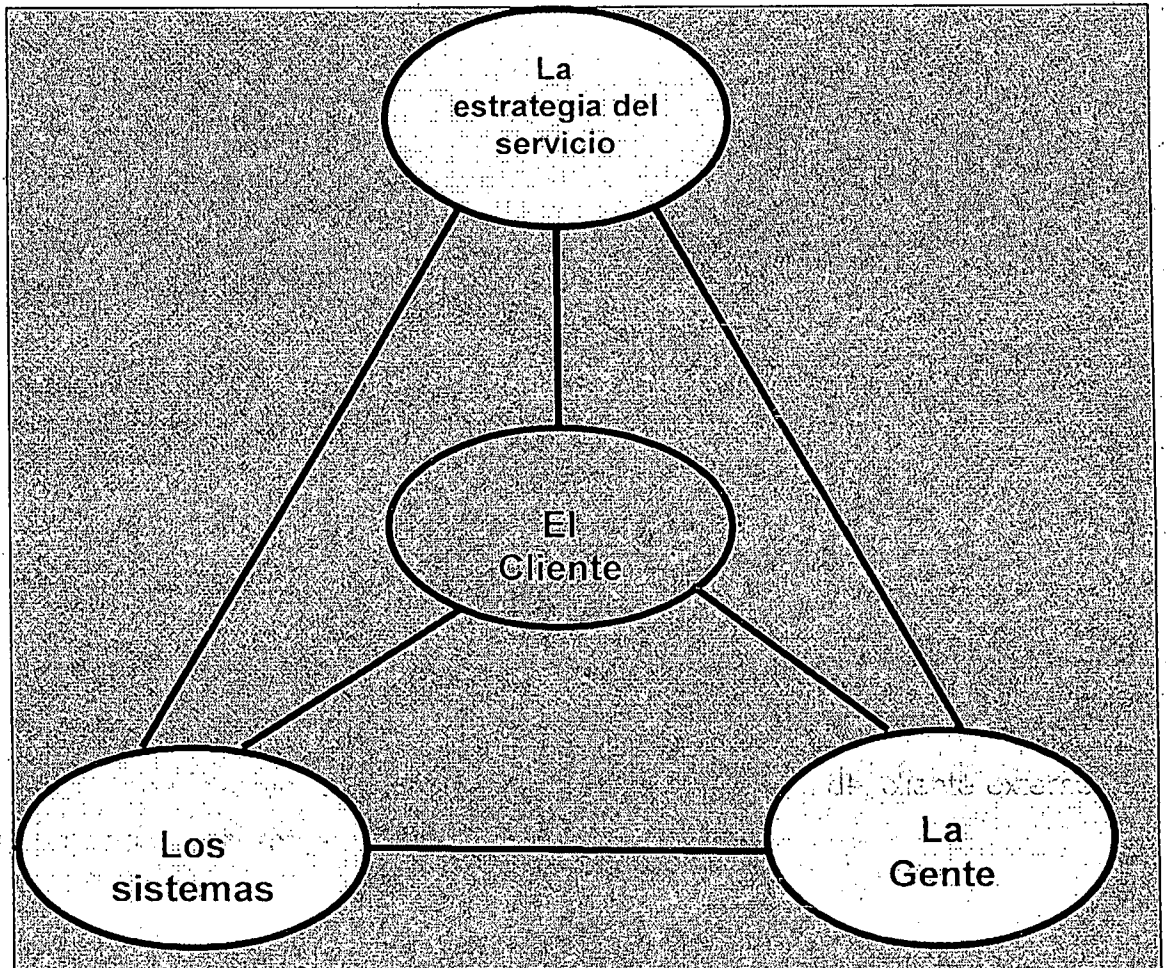 La
estrategia del
servicio
El
Cliente
Los
sistemas
La
Gente